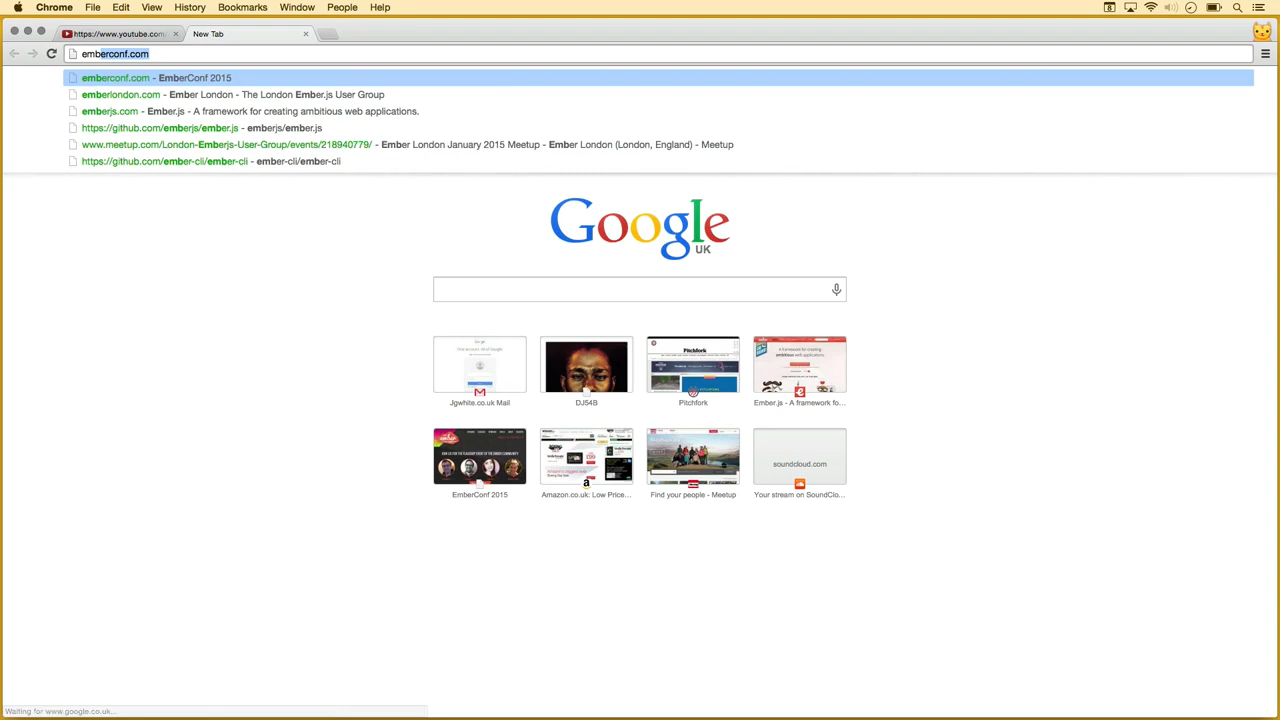 Chrome File Edit View History Bookmarks Window People Help
https://www.youtube.com/ New Tab
emberconf.com
emberconf.com - EmberConf 2015
emberlondon.com - Ember London - The London Ember.js User Group
emberjs.com - Ember.js - A framework for creating ambitious web applications.
https://github.com/emberjs/ember.js - emberjs/ember.js
www.meetup.com/London-Emberjs-User-Group/events/218940779/ - Ember London January 2015 Meetup - Ember London (London, England) - Meetup
https://github.com/ember-cli/ember-cli - ember-cli/ember-cli
Google
UK
Jgwhite.co.uk Mail DJ54B Pitchfork Ember.js - A framework fo...
soundcloud.com
EmberConf 2015 Amazon.co.uk: Low Price... Find your people - Meetup Your stream on SoundClo...
Waiting for www.google.co.uk...